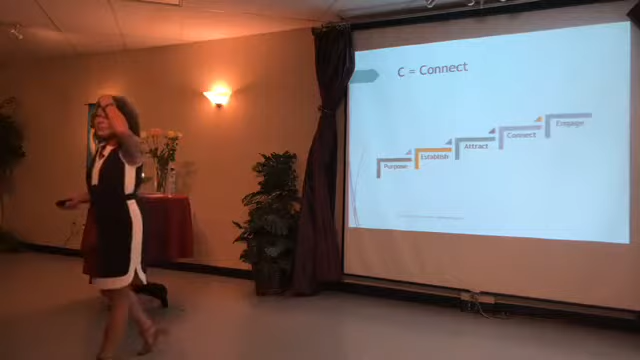 C = Connect
Purpose
Establish
Attract
Connect
Engage